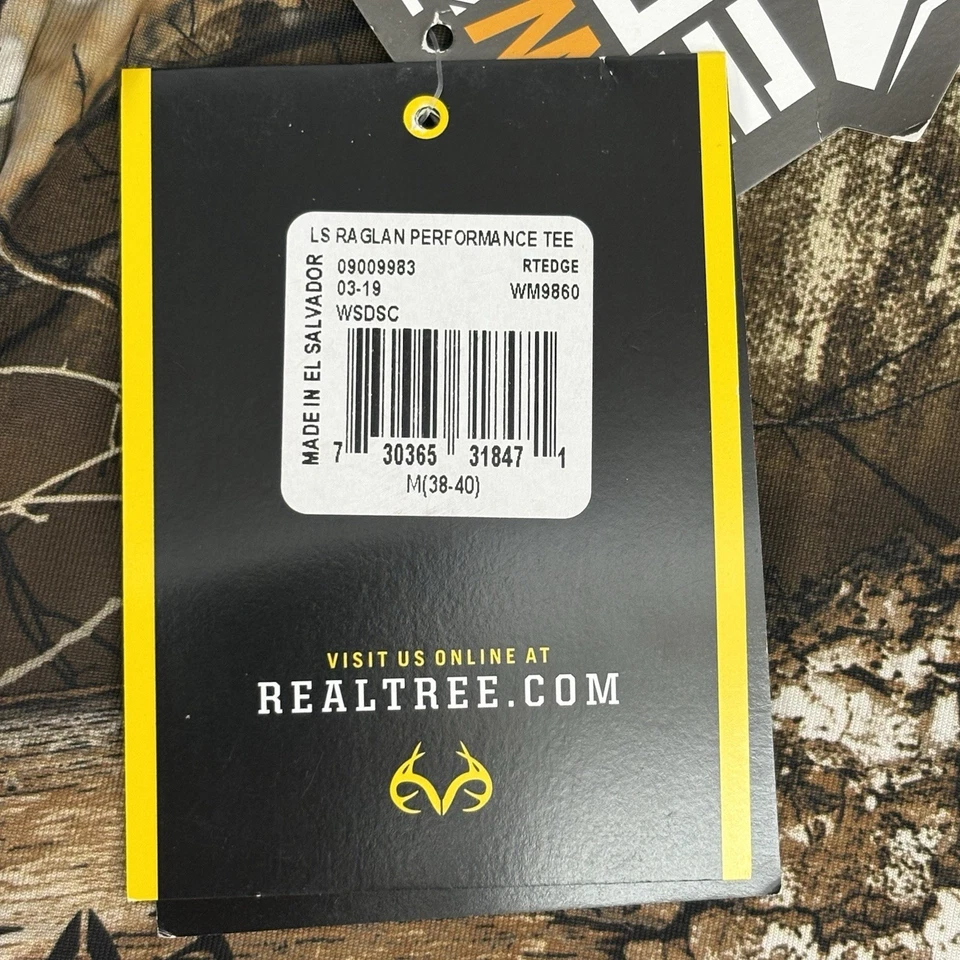 M
LS RAGLAN PERFORMANCE TEE
MADE IN EL SALVADOR
09009983 RTEDGE
03-19 WM9860
WSDSC
7 30365 31847 1
M(38-40)
VISIT US ONLINE AT
REALTREE.COM